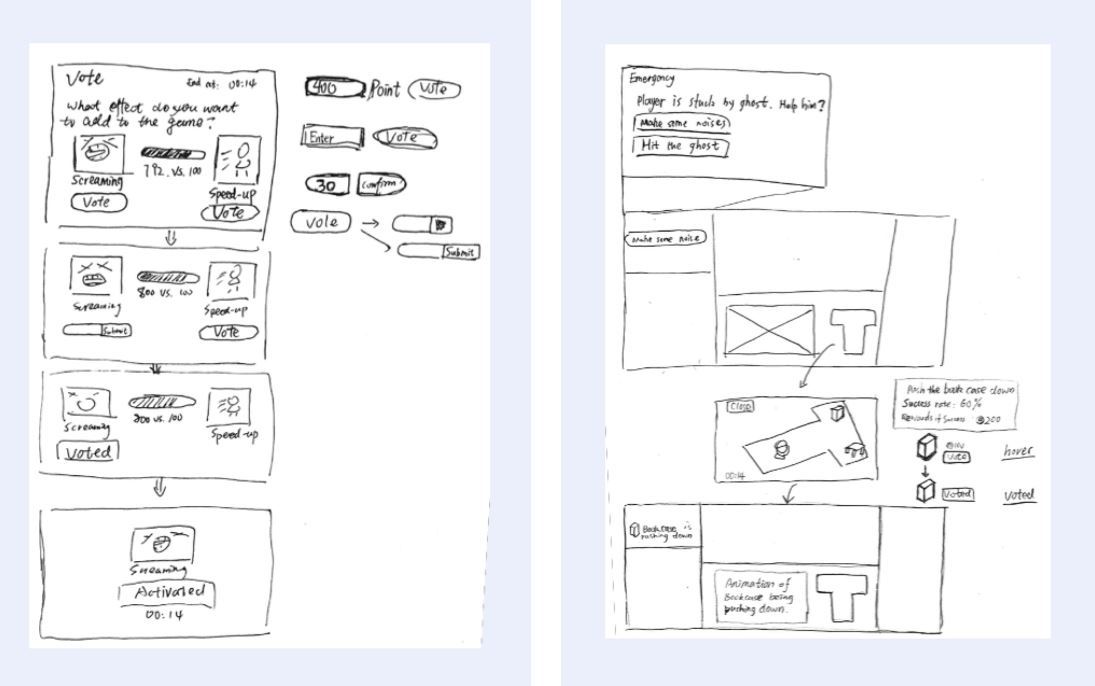 Vote
End at: 00:14
What effect do you want
to add to the game?
792 vs. 100
Screaming
Speed-up
Vote
Vote
800 vs. 100
Screaming
Speed-up
Submit
Vote
800 vs. 100
Screaming
Speed-up
Voted
Screaming
Activated
00:14
400 Point Vote
Enter Vote
30 confirm
Vote
Submit
Emergency
Player is stuck by ghost. Help him?
Make some noises
Hit the ghost
Make some noise
Close
00:14
Push the book case down
Success rate: 60%
Rewards of Success 200
Vote
hover
Voted
voted
Bookcase is
pushing down
Animation of
Bookcase being
pushing down.